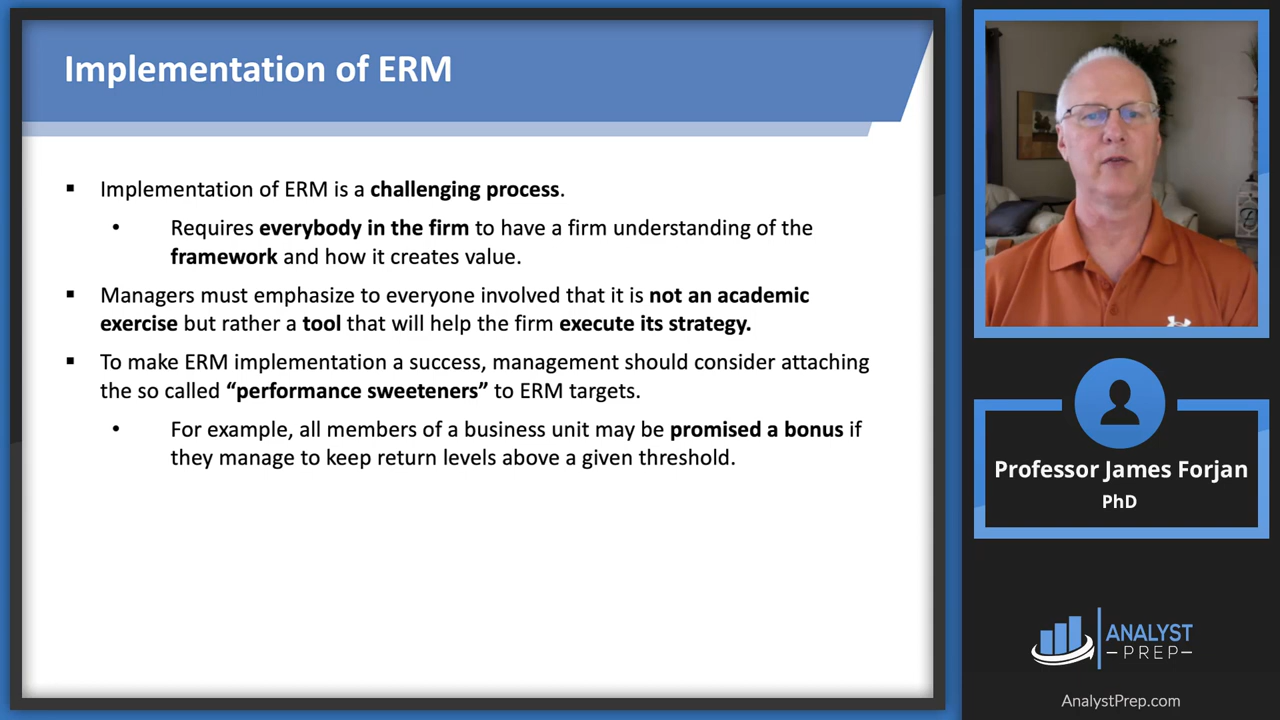 Implementation of ERM
▪ Implementation of ERM is a challenging process.
• Requires everybody in the firm to have a firm understanding of the
framework and how it creates value.
▪ Managers must emphasize to everyone involved that it is not an academic
exercise but rather a tool that will help the firm execute its strategy.
▪ To make ERM implementation a success, management should consider attaching
the so called “performance sweeteners” to ERM targets.
• For example, all members of a business unit may be promised a bonus if
they manage to keep return levels above a given threshold.
Professor James Forjan
PhD
ANALYST
–PREP–
AnalystPrep.com